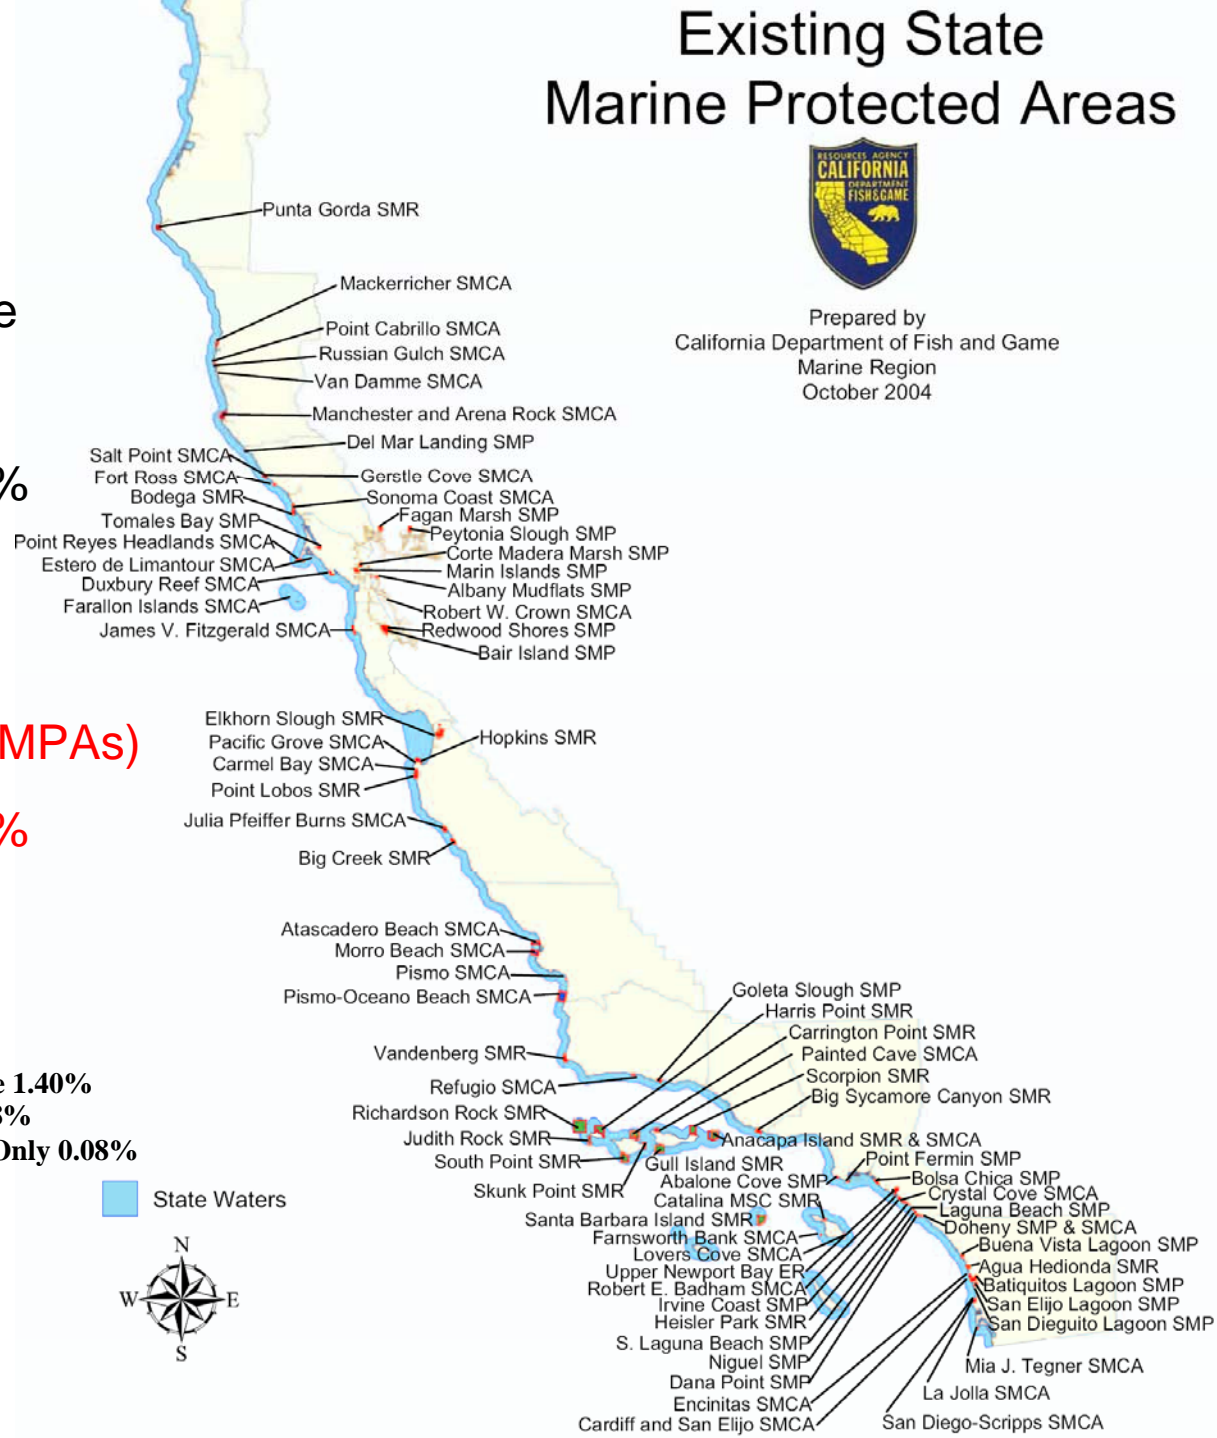 Existing State
Marine Protected Areas
RESOURCES AGENCY
CALIFORNIA
DEPARTMENT
FISH&GAME
Prepared by
California Department of Fish and Game
Marine Region
October 2004
Punta Gorda SMR
Mackerricher SMCA
e
Point Cabrillo SMCA
Russian Gulch SMCA
Van Damme SMCA
Manchester and Arena Rock SMCA
Del Mar Landing SMP
Salt Point SMCA
Gerstle Cove SMCA
Fort Ross SMCA
%
Bodega SMR
Sonoma Coast SMCA
Fagan Marsh SMP
Tomales Bay SMP
Peytonia Slough SMP
Point Reyes Headlands SMCA
Corte Madera Marsh SMP
Estero de Limantour SMCA
Marin Islands SMP
Duxbury Reef SMCA
Albany Mudflats SMP
Farallon Islands SMCA
Robert W. Crown SMCA
James V. Fitzgerald SMCA
Redwood Shores SMP
Bair Island SMP
Elkhorn Slough SMR
Hopkins SMR
MPAs)
Pacific Grove SMCA
Carmel Bay SMCA
Point Lobos SMR
Julia Pfeiffer Burns SMCA
%
Big Creek SMR
Atascadero Beach SMCA
Morro Beach SMCA
Pismo SMCA
Pismo-Oceano Beach SMCA
Goleta Slough SMP
Harris Point SMR
Carrington Point SMR
Vandenberg SMR
Painted Cave SMCA
Scorpion SMR
Refugio SMCA
Big Sycamore Canyon SMR
e 1.40%
Richardson Rock SMR
8%
Judith Rock SMR
Anacapa Island SMR & SMCA
Only 0.08%
South Point SMR
Gull Island SMR
Point Fermin SMP
Skunk Point SMR
Abalone Cove SMP
Bolsa Chica SMP
State Waters
Catalina MSC SMR
Crystal Cove SMCA
Santa Barbara Island SMR
Laguna Beach SMP
Farnsworth Bank SMCA
Doheny SMP & SMCA
Lovers Cove SMCA
Buena Vista Lagoon SMP
Upper Newport Bay ER
Agua Hedionda SMR
Robert E. Badham SMCA
Batiquitos Lagoon SMP
Irvine Coast SMP
San Elijo Lagoon SMP
Heisler Park SMR
San Dieguito Lagoon SMP
S. Laguna Beach SMP
Niguel SMP
Mia J. Tegner SMCA
Dana Point SMP
La Jolla SMCA
Encinitas SMCA
San Diego-Scripps SMCA
Cardiff and San Elijo SMCA
N
W
E
S